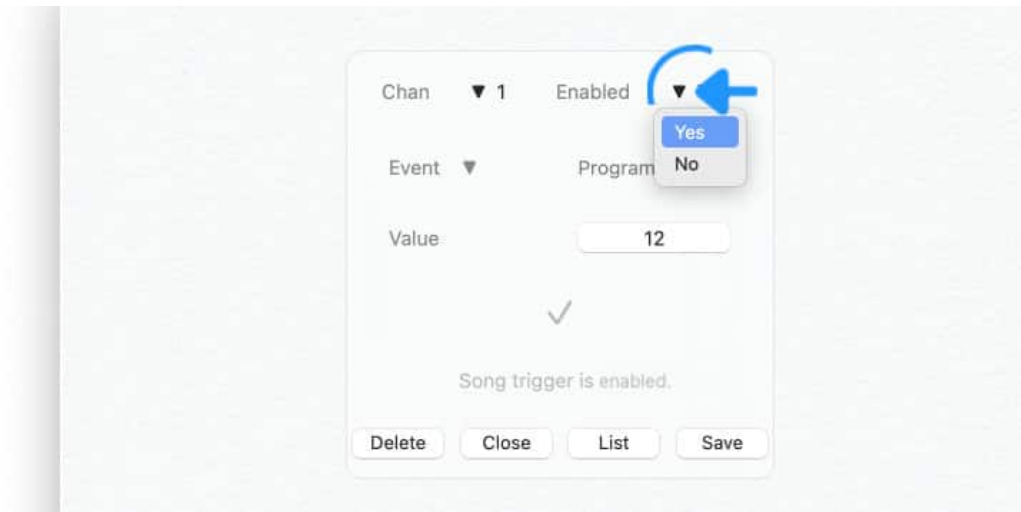 Chan ▼ 1 Enabled ▼
Yes
Event ▼ Program
No
Value 12
Song trigger is enabled.
Delete Close List Save